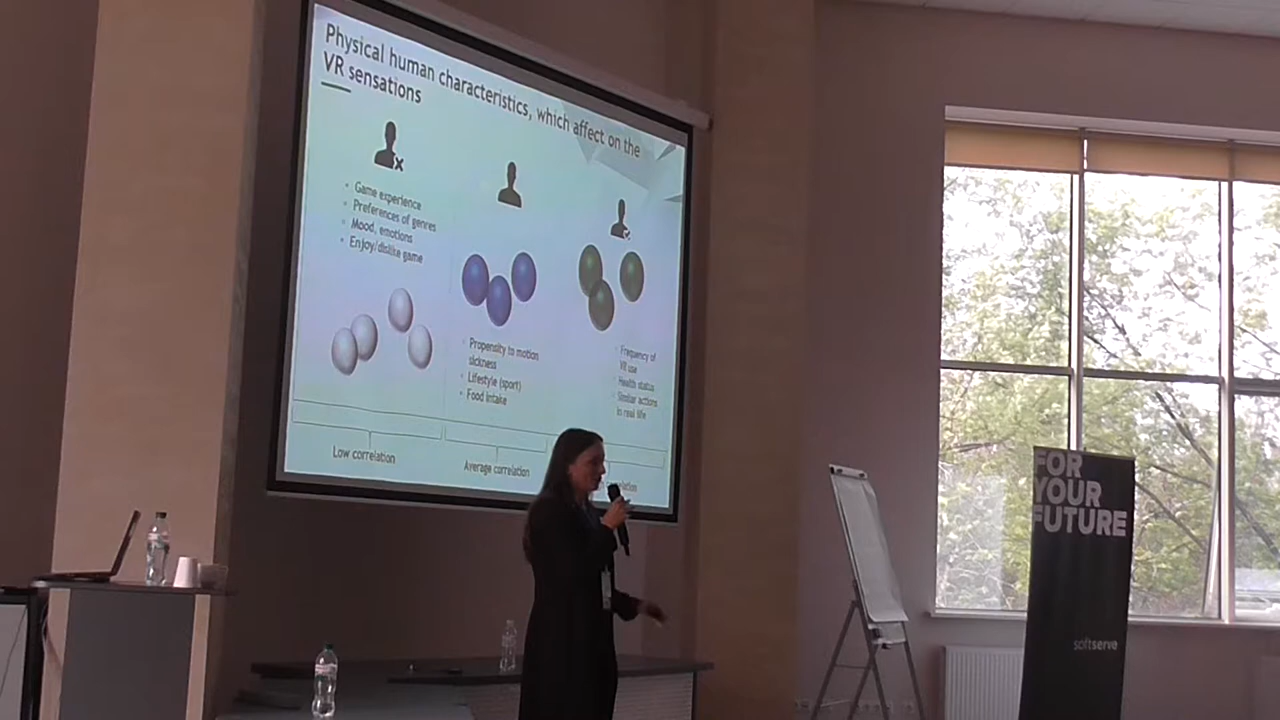 Physical human characteristics, which affect on the
VR sensations
Game experience
Preferences of genres
Mood, emotions
Enjoy/dislike game
Propensity to motion
sickness
Lifestyle (sport)
Food intake
Frequency of
VR use
Health status
Similar actions
in real life
Low correlation
Average correlation
FOR
YOUR
FUTURE
softserve